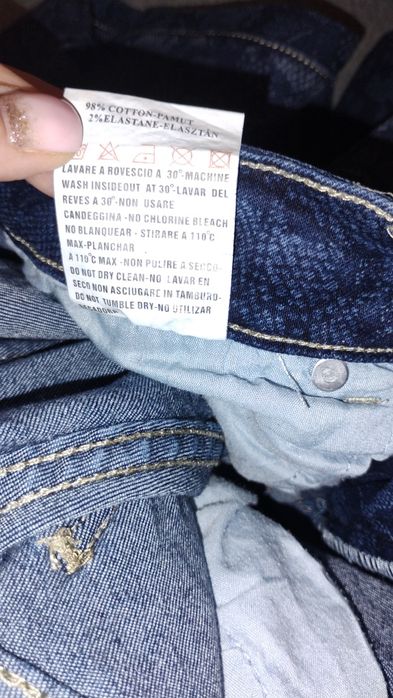 98% COTTON-PAMUT
2%ELASTANE-ELASZTÁN
LAVARE A ROVESCIO A 30°-MACHINE
WASH INSIDEOUT AT 30°-LAVAR DEL
REVES A 30°-NON USARE
CANDEGGINA-NO CHLORINE BLEACH
NO BLANQUEAR-STIRARE A 110°C
MAX-PLANCHAR
A 110°C MAX-NON PULIRE A SECCO-
DO NOT DRY CLEAN-NO LAVAR EN
SECO NON ASCIUGARE IN TAMBURO-
DO NOT TUMBLE DRY-NO UTILIZAR